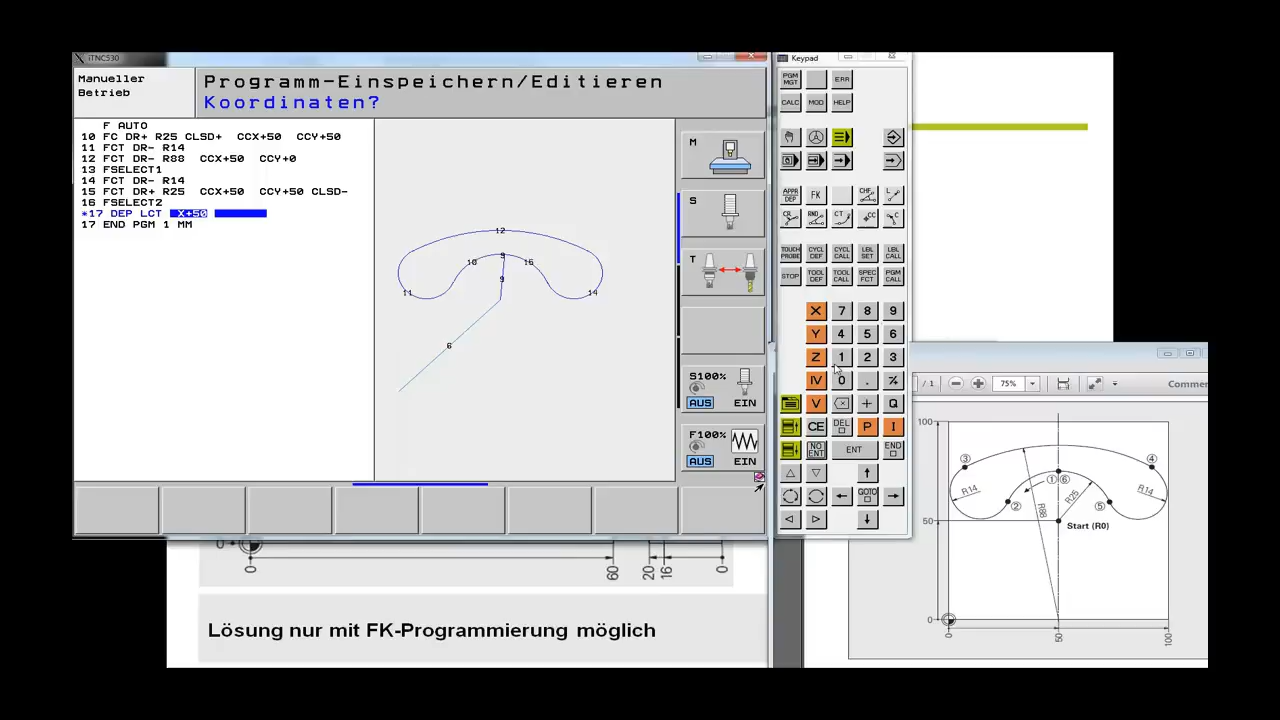 iTNC530
Manueller
Betrieb
Programm-Einspeichern/Editieren
Koordinaten?
F AUTO
10 FC DR+ R25 CLSD+ CCX+50 CCY+50
11 FCT DR- R14
12 FCT DR- R88 CCX+50 CCY+0
13 FSELECT1
14 FCT DR- R14
15 FCT DR+ R25 CCX+50 CCY+50 CLSD-
16 FSELECT2
*17 DEP LCT X+50
17 END PGM 1 MM
12
9
10
15
9
11
14
6
M
S
T
S100%
AUS EIN
F100%
AUS EIN
Keypad
PGM MGT
ERR
CALC
MOD
HELP
APPR DEP
FK
CHF
L
CR
RND
CT
CC
C
TOUCH PROBE
CYCL DEF
CYCL CALL
LBL SET
LBL CALL
STOP
TOOL DEF
TOOL CALL
SPEC FCT
PGM CALL
X 7 8 9
Y 4 5 6
Z 1 2 3
IV 0 . +/-
V + Q
CE DEL P I
NO ENT ENT END
GOTO
/ 1
75%
Comme
100
3
4
R14
1 6
R25
R14
2
R88
5
50
Start (R0)
0
0
50
100
0
0
60
20
16
0
Lösung nur mit FK-Programmierung möglich